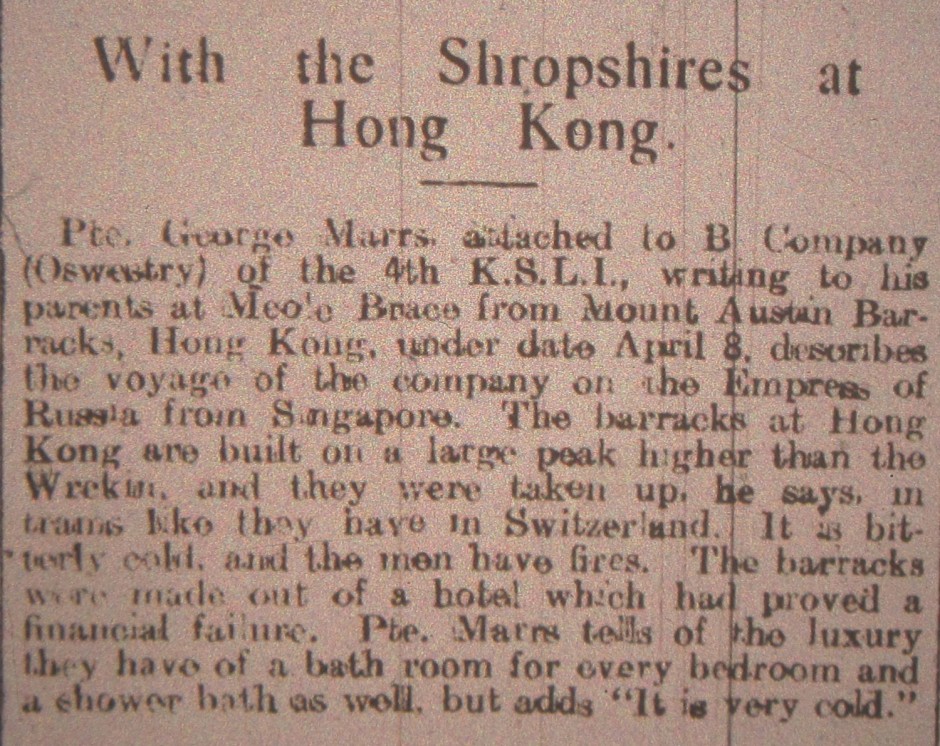 With the Shropshires at
Hong Kong.
Pte. George Marrs, attached to B Company
(Oswestry) of the 4th K.S.L.I., writing to his
parents at Meole Brace from Mount Austin Bar-
racks, Hong Kong, under date April 8, describes
the voyage of the company on the Empress of
Russia from Singapore. The barracks at Hong
Kong are built on a large peak higher than the
Wrekin, and they were taken up, he says, in
trams like they have in Switzerland. It is bit-
terly cold, and the men have fires. The barracks
were made out of a hotel which had proved a
financial failure. Pte. Marrs tells of the luxury
they have of a bath room for every bedroom and
a shower bath as well, but adds "It is very cold."